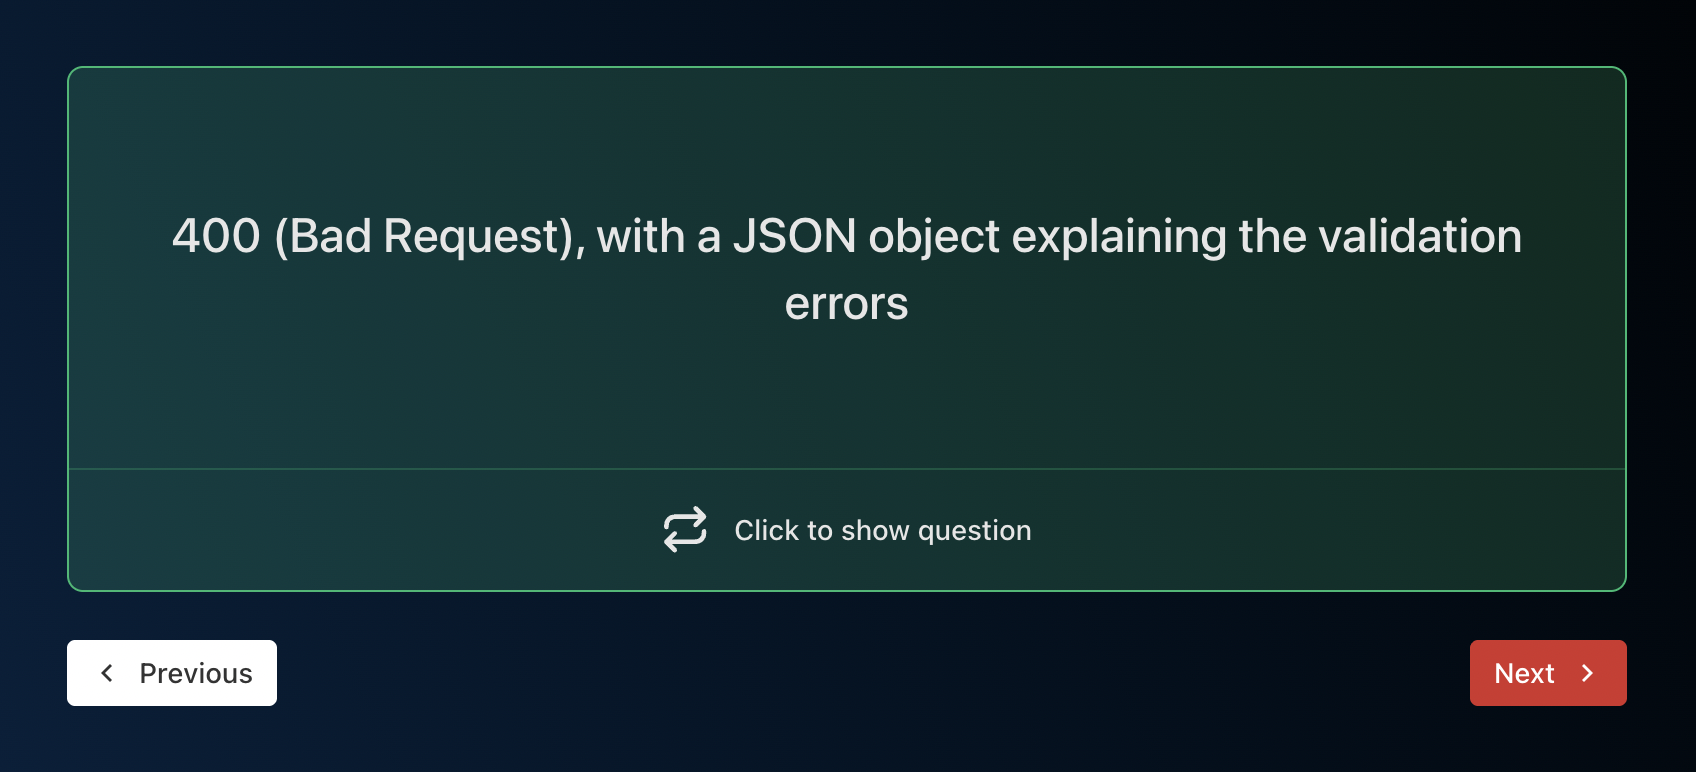 400 (Bad Request), with a JSON object explaining the validation
errors
Click to show question
Previous
Next